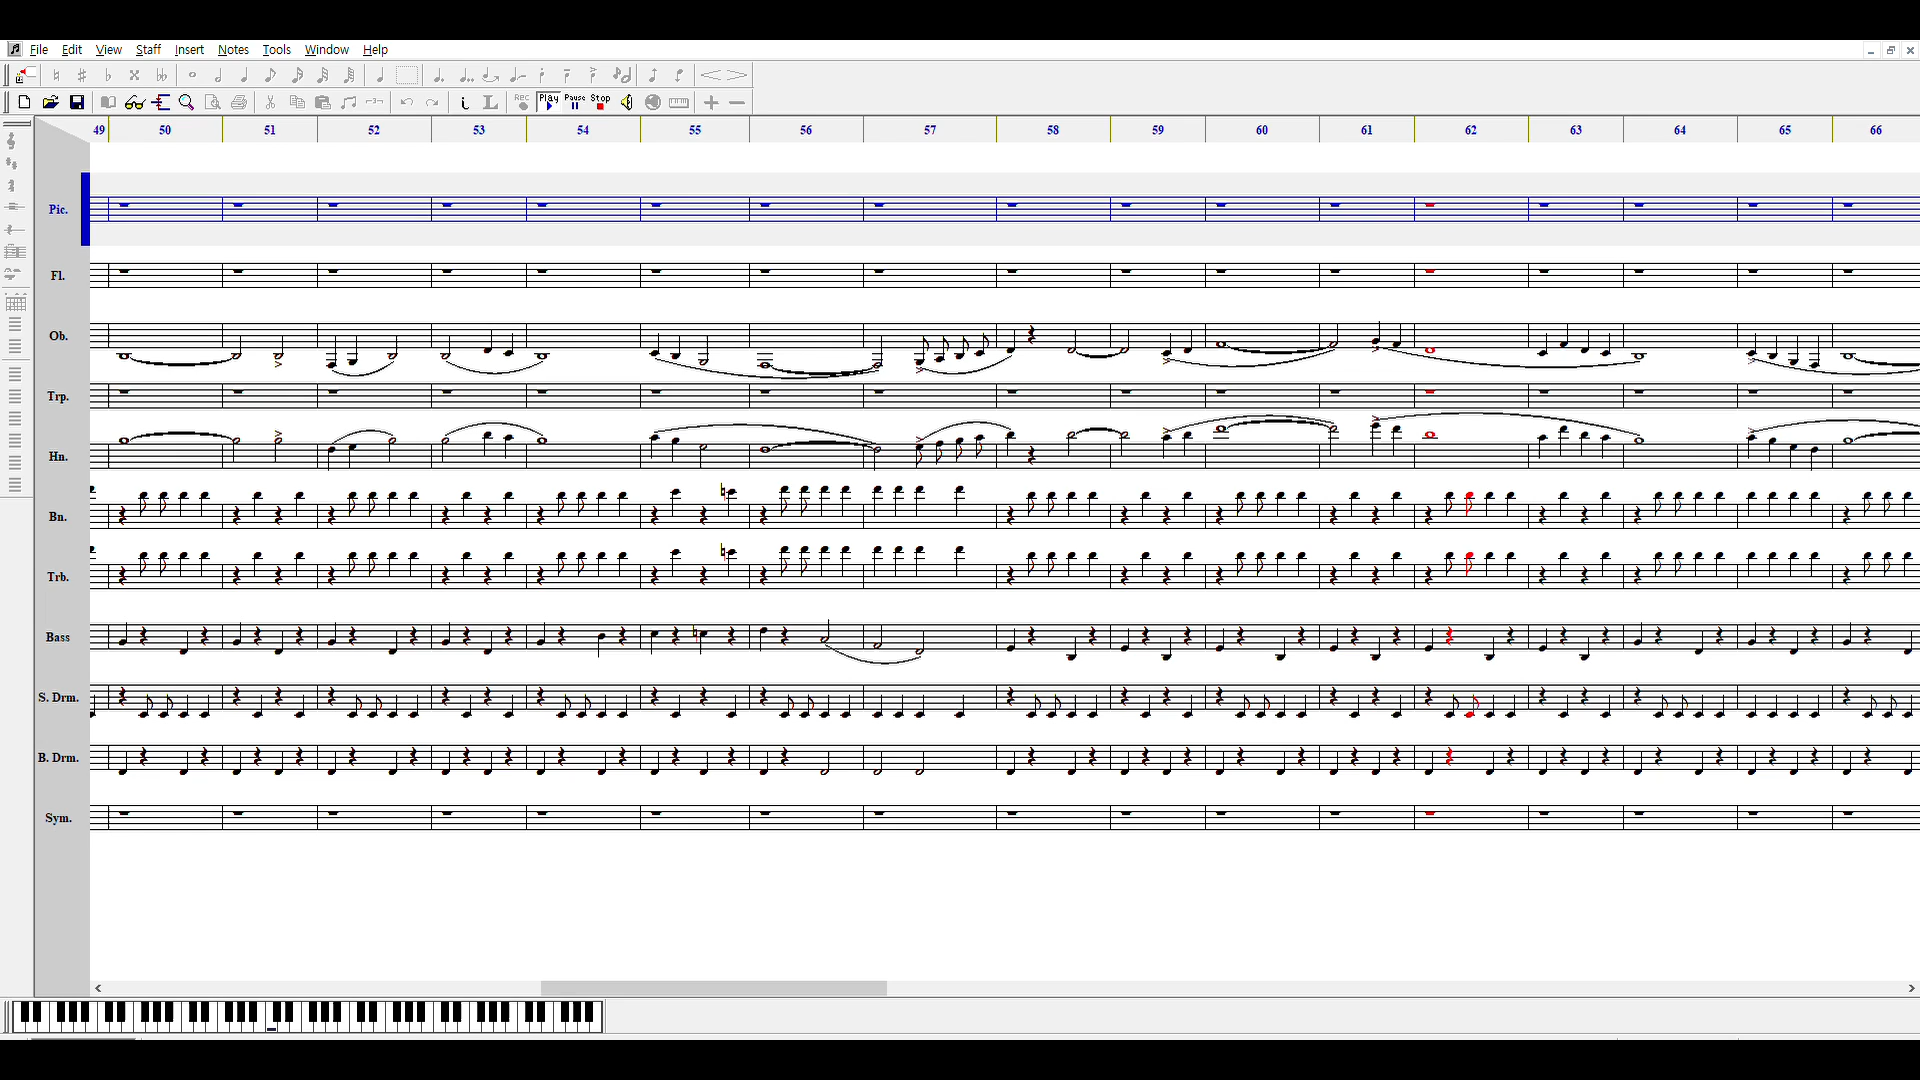 File Edit View Staff Insert Notes Tools Window Help
Rec Play Pause Stop
49 50 51 52 53 54 55 56 57 58 59 60 61 62 63 64 65 66
Pic.
Fl.
Ob.
Trp.
Hn.
Bn.
Trb.
Bass
S. Drm.
B. Drm.
Sym.